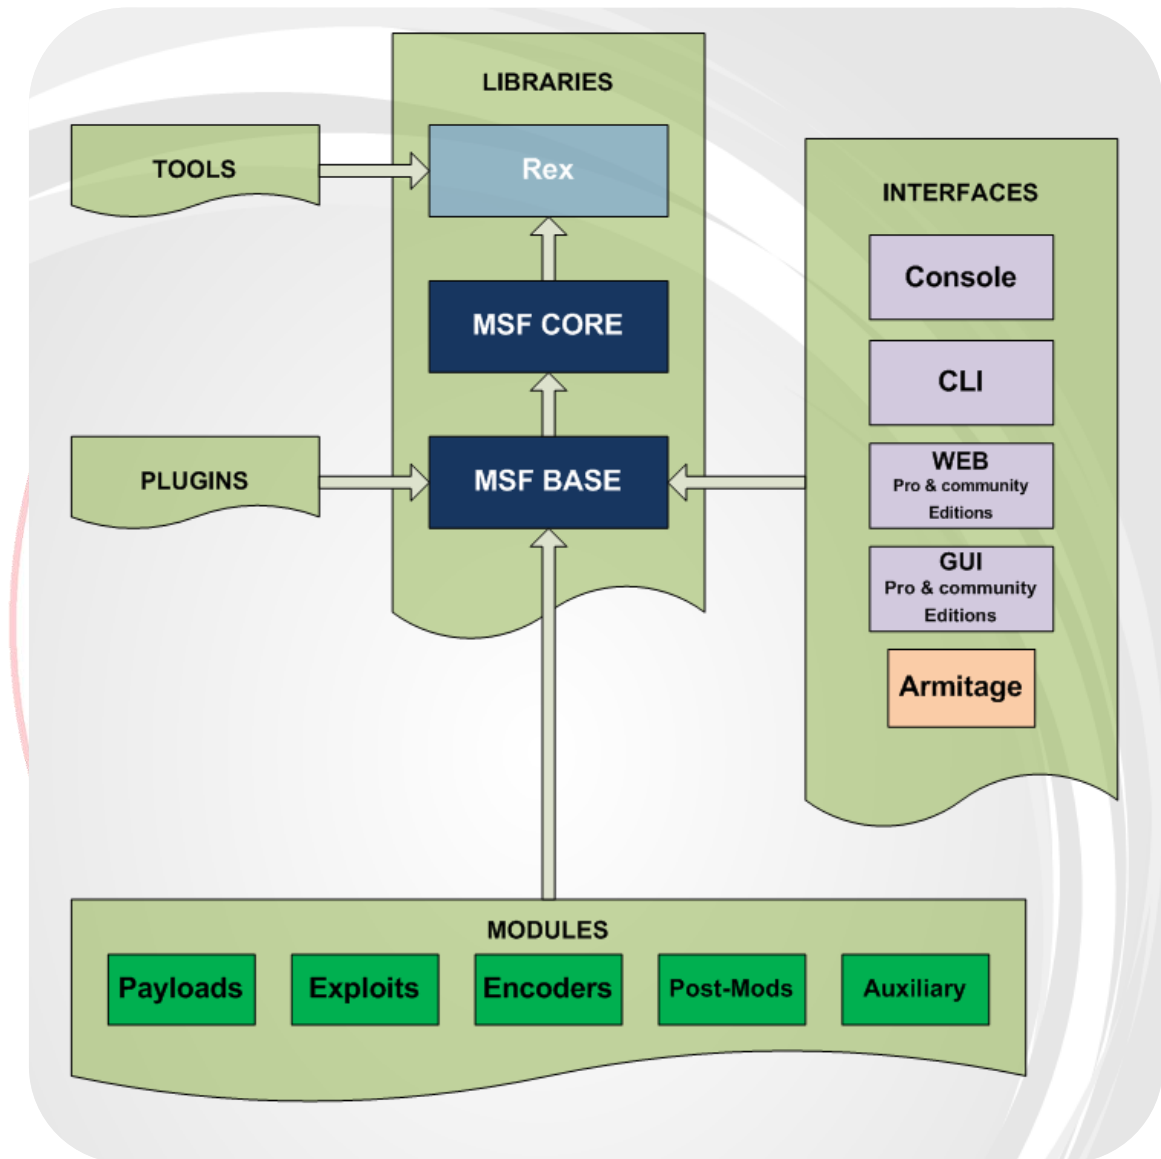 LIBRARIES
TOOLS
Rex
INTERFACES
Console
MSF CORE
CLI
PLUGINS
MSF BASE
WEB
Pro & community
Editions
GUI
Pro & community
Editions
Armitage
MODULES
Payloads
Exploits
Encoders
Post-Mods
Auxiliary